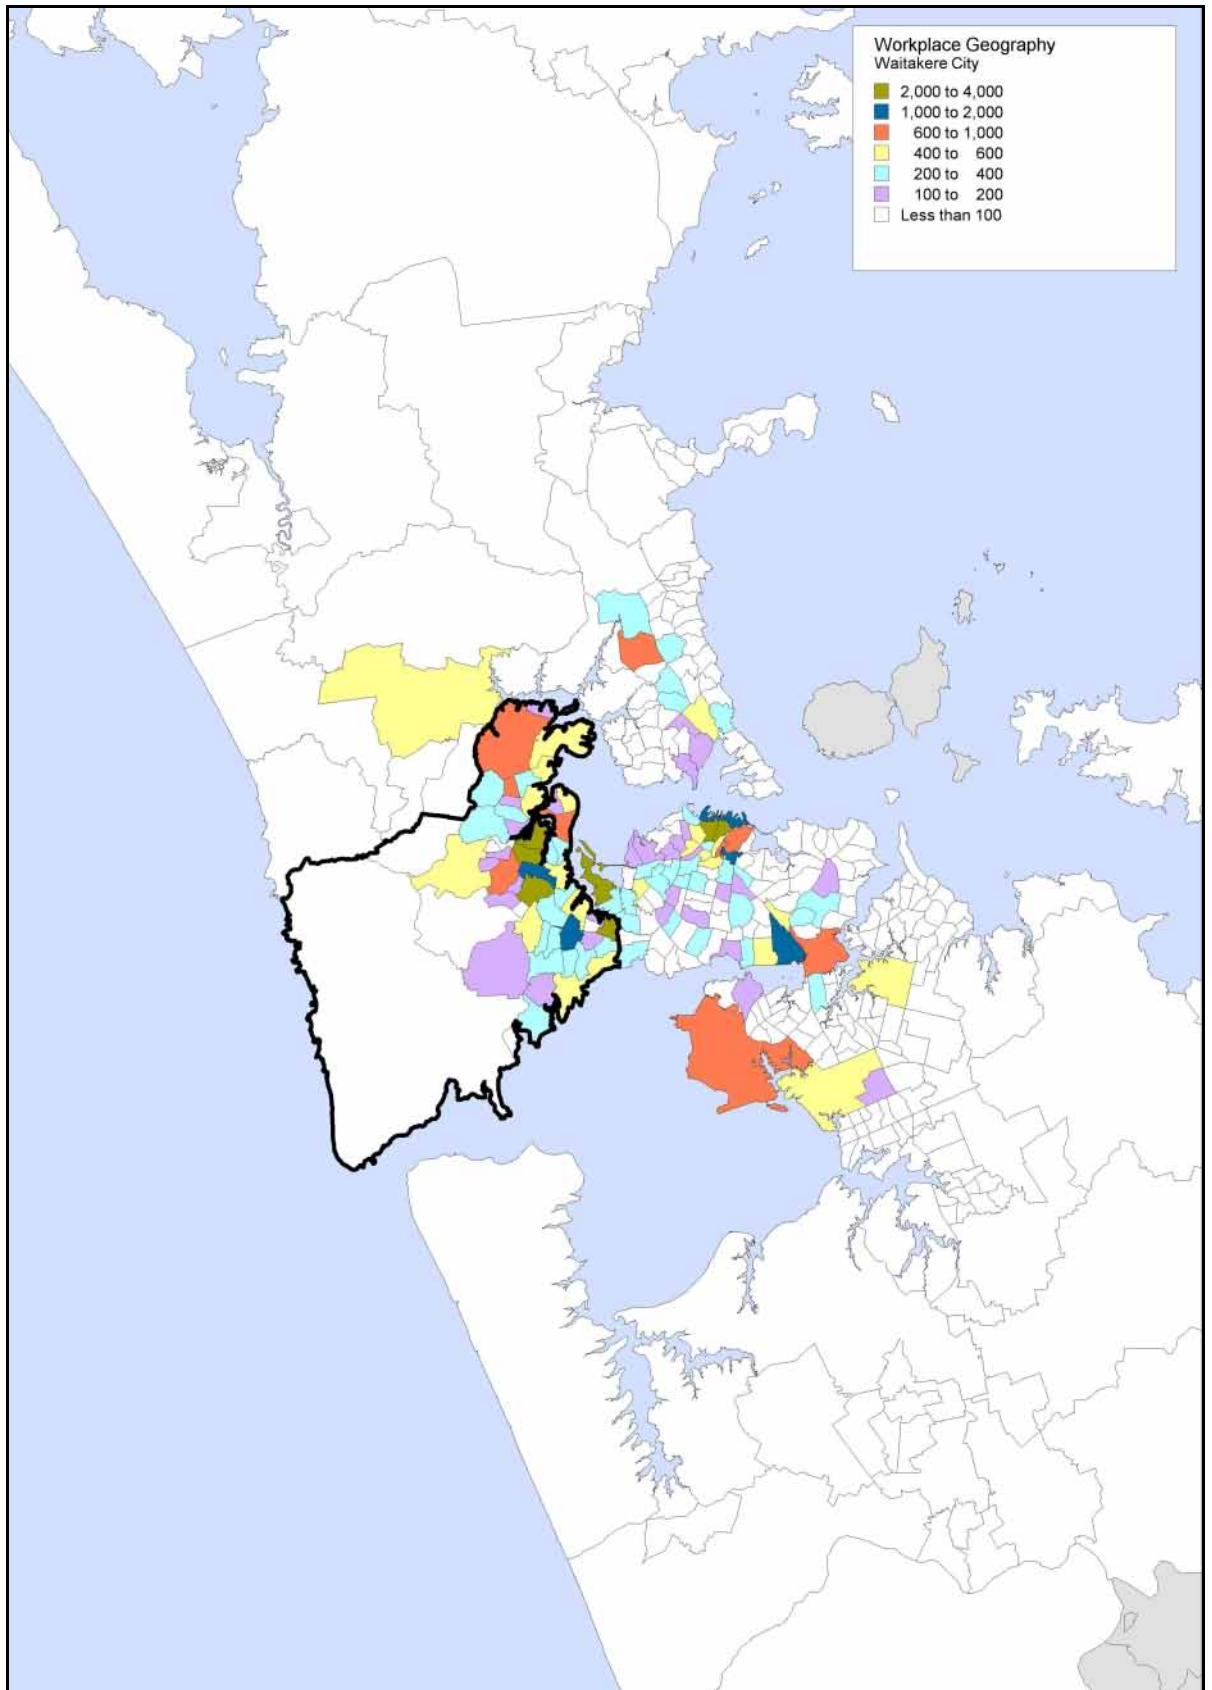 Workplace Geography
Waitakere City
2,000 to 4,000
1,000 to 2,000
600 to 1,000
400 to 600
200 to 400
100 to 200
Less than 100